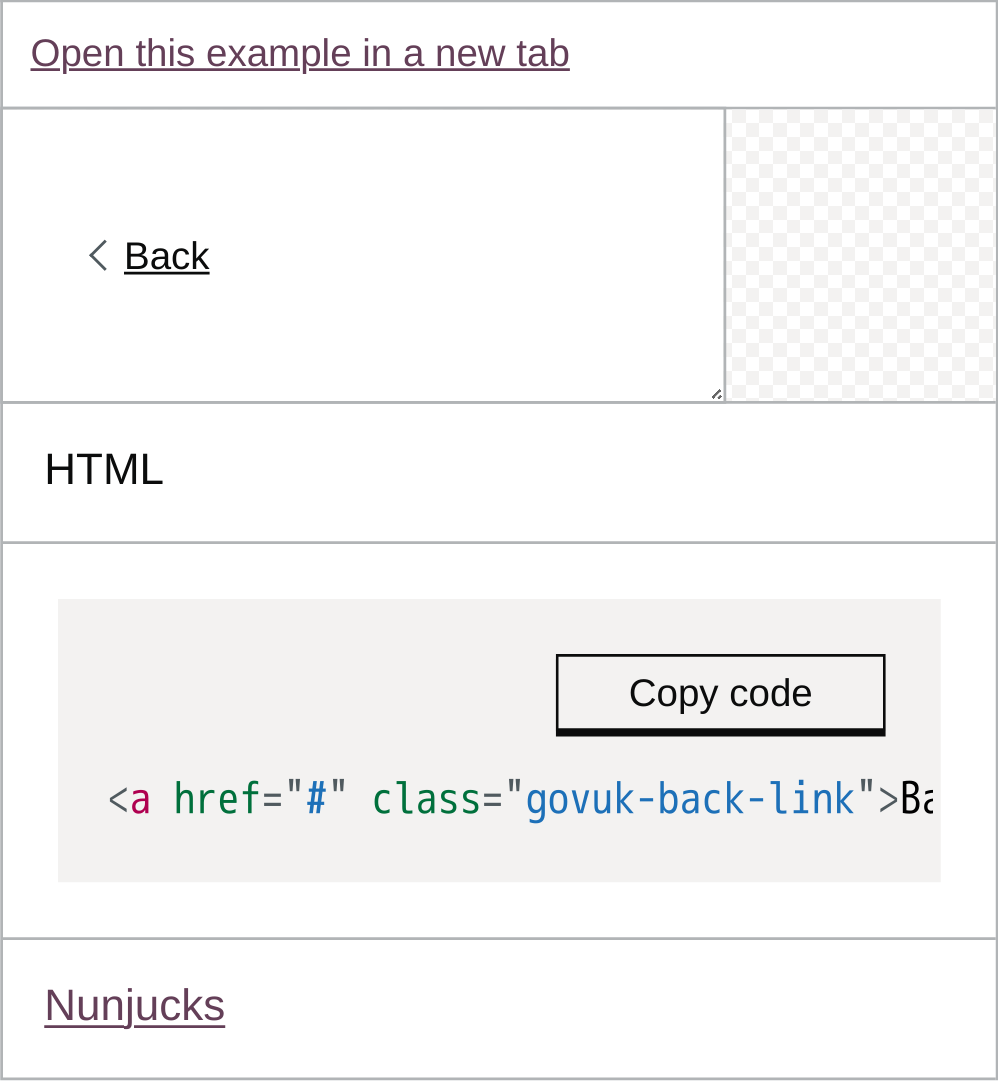 Open this example in a new tab
Back
HTML
Copy code
<a href="#" class="govuk-back-link">Ba
Nunjucks